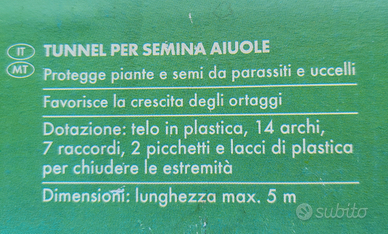 IT
MT
TUNNEL PER SEMINA AIUOLE
Protegge piante e semi da parassiti e uccelli
Favorisce la crescita degli ortaggi
Dotazione: telo in plastica, 14 archi,
7 raccordi, 2 picchetti e lacci di plastica
per chiudere le estremità
Dimensioni: lunghezza max. 5 m
subito